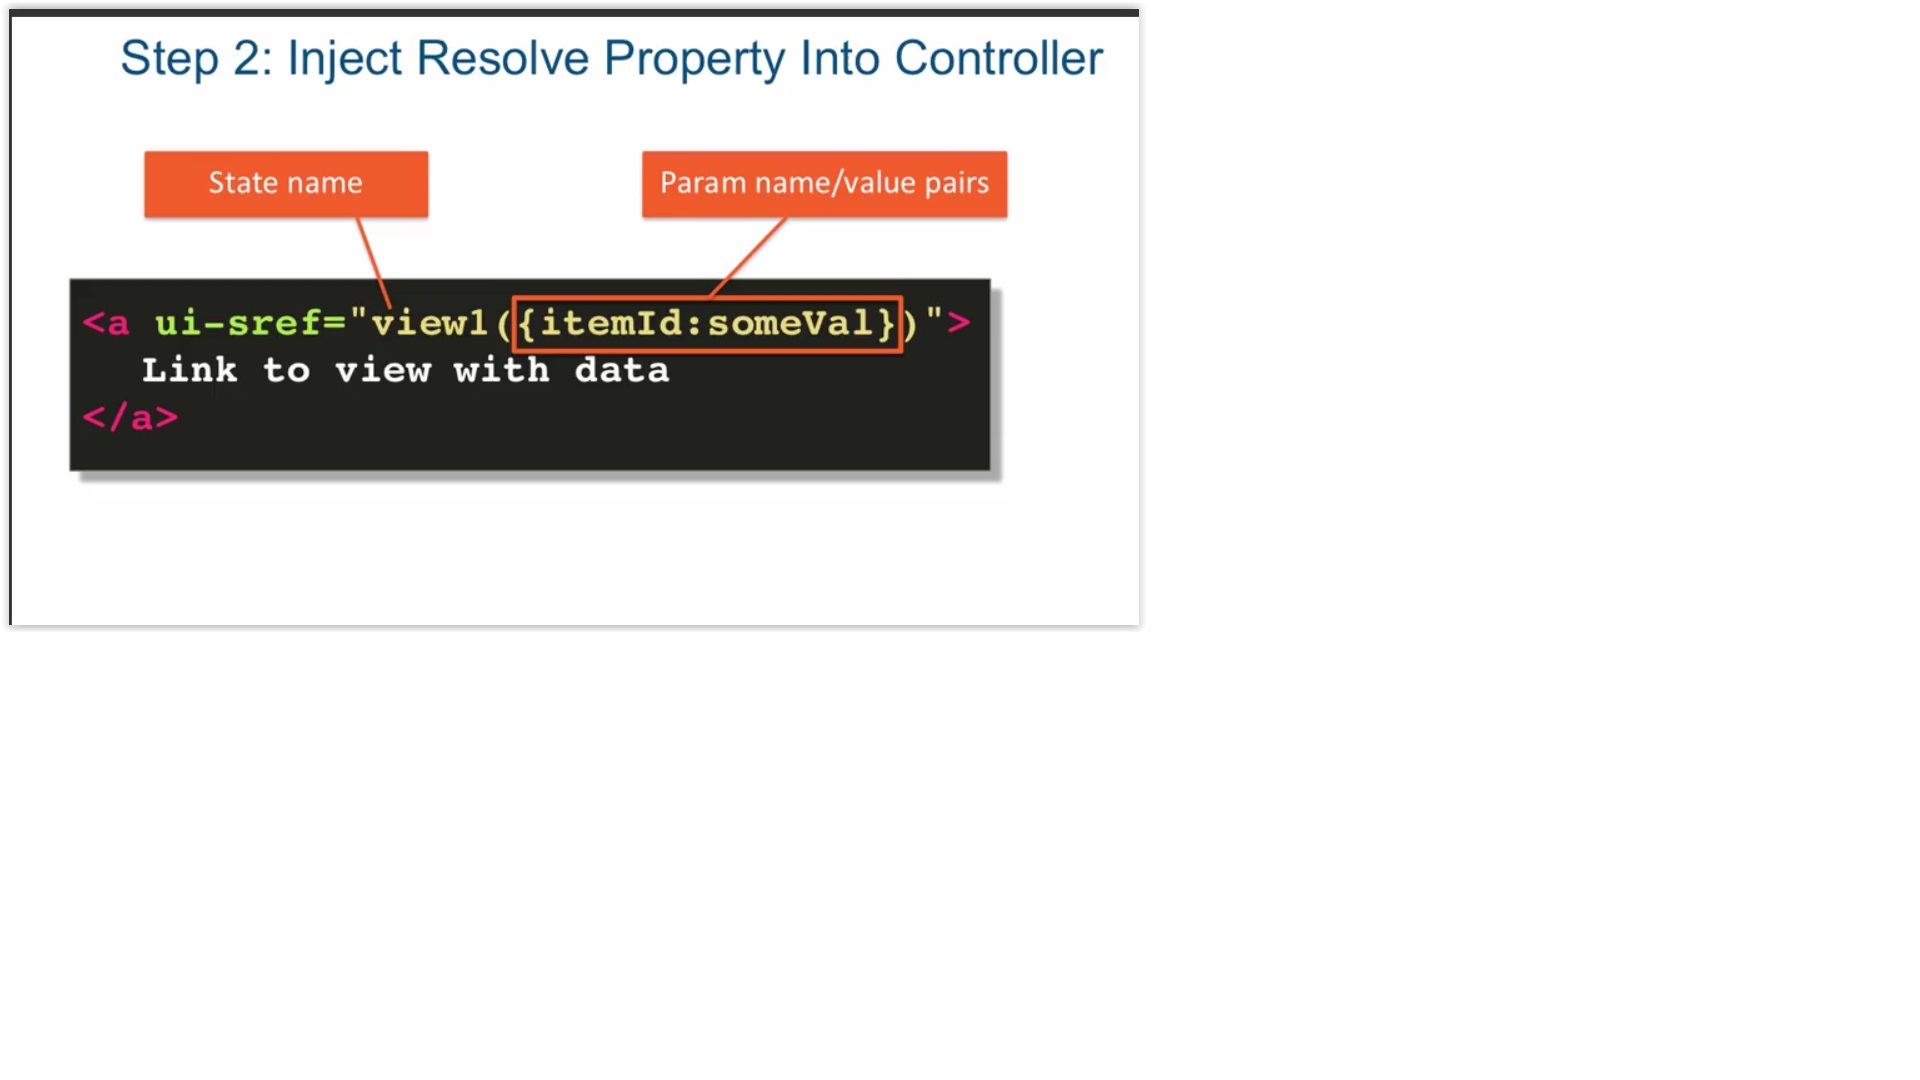 Step 2: Inject Resolve Property Into Controller
State name
Param name/value pairs
<a ui-sref="view1({itemId:someVal})">
Link to view with data
</a>